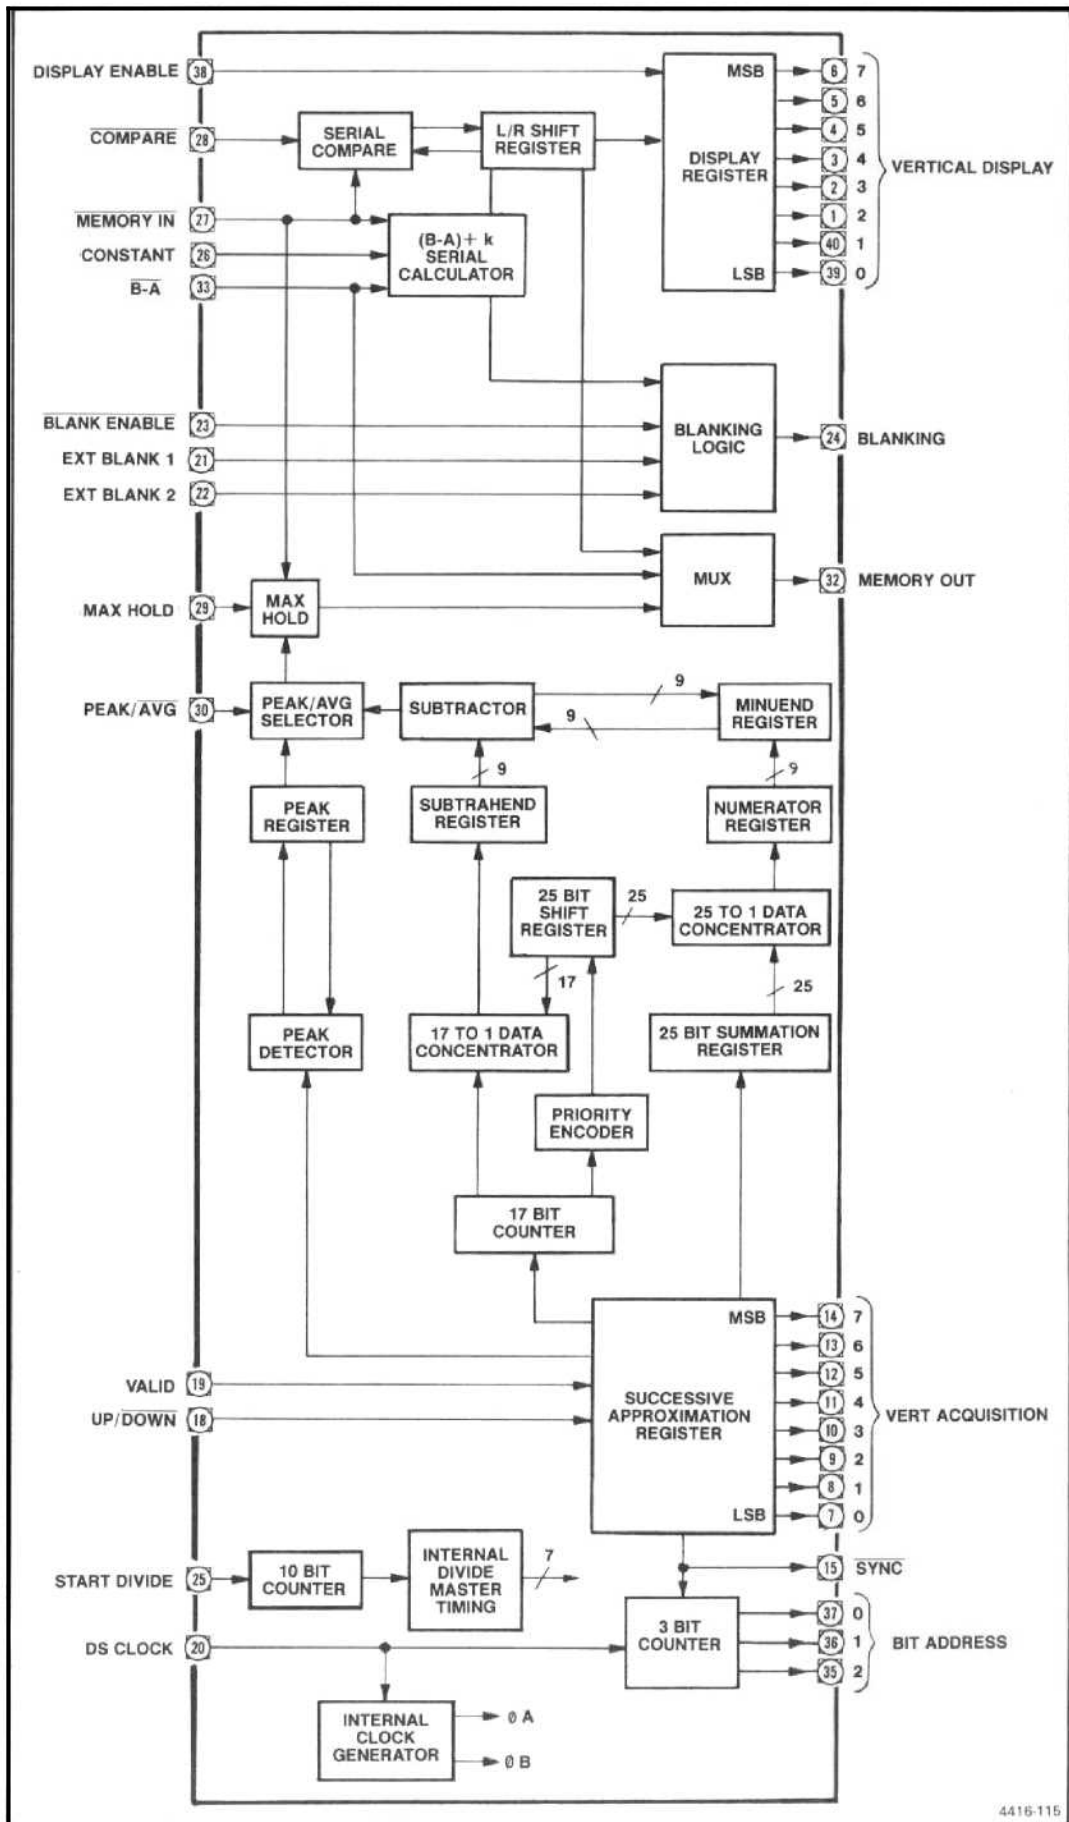 DISPLAY ENABLE 38
MSB 6 7
5 6
COMPARE 28
SERIAL
COMPARE
L/R SHIFT
REGISTER
4 5
DISPLAY
REGISTER
3 4
VERTICAL DISPLAY
2 3
MEMORY IN 27
1 2
(B-A)+ k
SERIAL
CALCULATOR
CONSTANT 26
40 1
B-A 33
LSB 39 0
BLANK ENABLE 23
BLANKING
LOGIC
24 BLANKING
EXT BLANK 1 21
EXT BLANK 2 22
MUX
32 MEMORY OUT
MAX HOLD 29
MAX
HOLD
PEAK/AVG 30
PEAK/AVG
SELECTOR
SUBTRACTOR
9
9
MINUEND
REGISTER
9
9
PEAK
REGISTER
SUBTRAHEND
REGISTER
NUMERATOR
REGISTER
25 BIT
SHIFT
REGISTER
25
25 TO 1 DATA
CONCENTRATOR
17
25
PEAK
DETECTOR
17 TO 1 DATA
CONCENTRATOR
25 BIT SUMMATION
REGISTER
PRIORITY
ENCODER
17 BIT
COUNTER
MSB 14 7
13 6
VALID 19
12 5
UP/DOWN 18
SUCCESSIVE
APPROXIMATION
REGISTER
11 4
VERT ACQUISITION
10 3
9 2
8 1
LSB 7 0
START DIVIDE 25
10 BIT
COUNTER
INTERNAL
DIVIDE
MASTER
TIMING
7
15 SYNC
37 0
DS CLOCK 20
3 BIT
COUNTER
36 1
BIT ADDRESS
35 2
INTERNAL
CLOCK
GENERATOR
0 A
0 B
4416-115